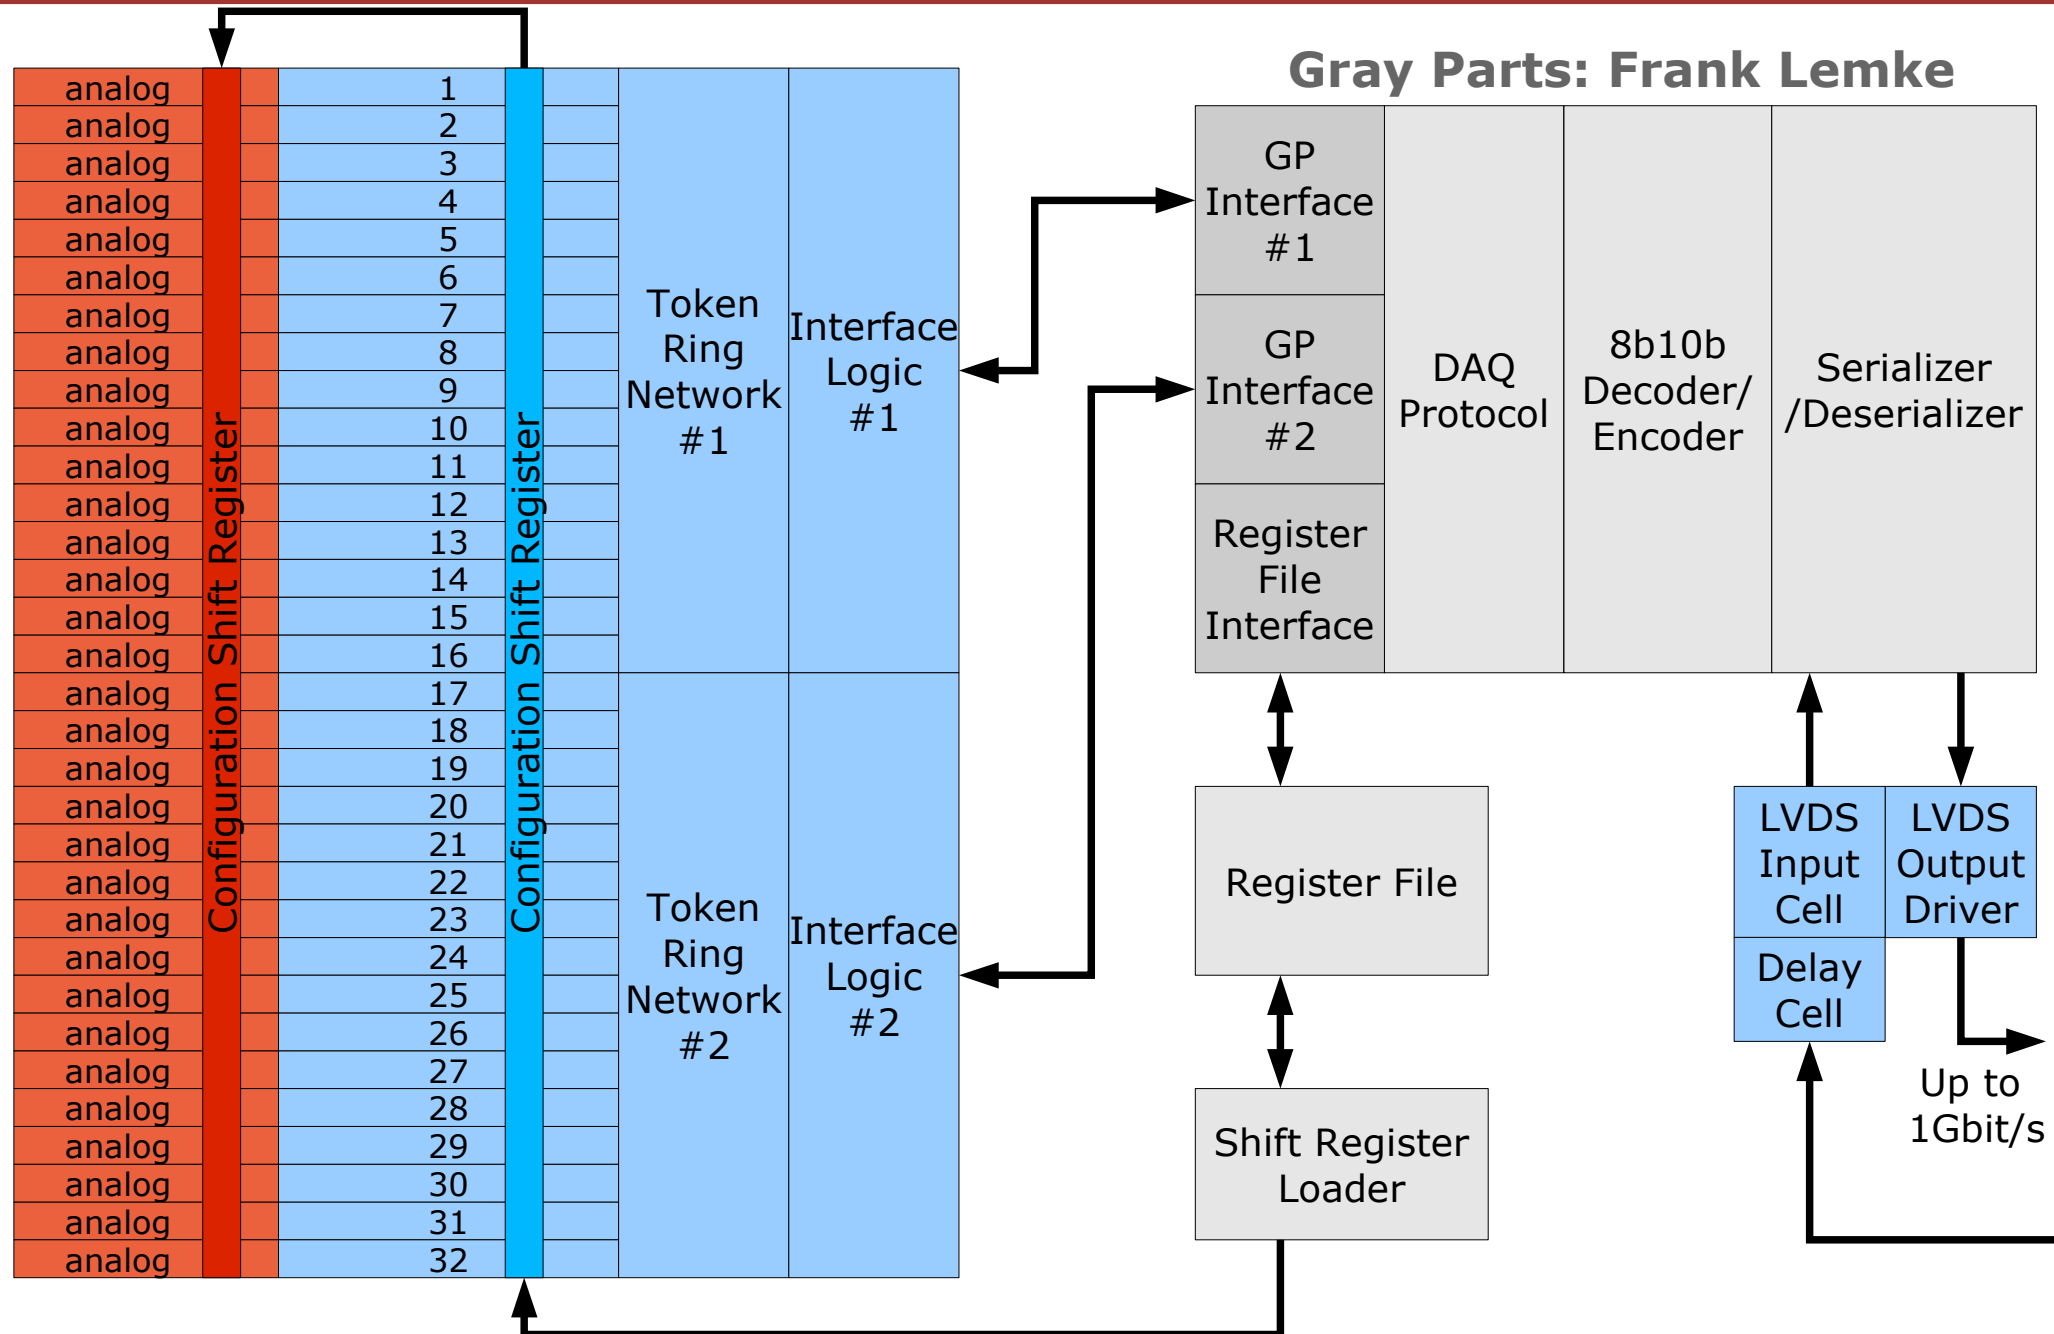 Gray Parts: Frank Lemke
analog 1
analog 2
analog 3
analog 4
analog 5
analog 6
analog 7
analog 8
analog 9
analog 10
analog 11
analog 12
analog 13
analog 14
analog 15
analog 16
analog 17
analog 18
analog 19
analog 20
analog 21
analog 22
analog 23
analog 24
analog 25
analog 26
analog 27
analog 28
analog 29
analog 30
analog 31
analog 32
Configuration Shift Register
Configuration Shift Register
Token
Ring
Network
#1
Interface
Logic
#1
Token
Ring
Network
#2
Interface
Logic
#2
GP
Interface
#1
GP
Interface
#2
Register
File
Interface
DAQ
Protocol
8b10b
Decoder/
Encoder
Serializer
/Deserializer
Register File
Shift Register
Loader
LVDS
Input
Cell
LVDS
Output
Driver
Delay
Cell
Up to
1Gbit/s